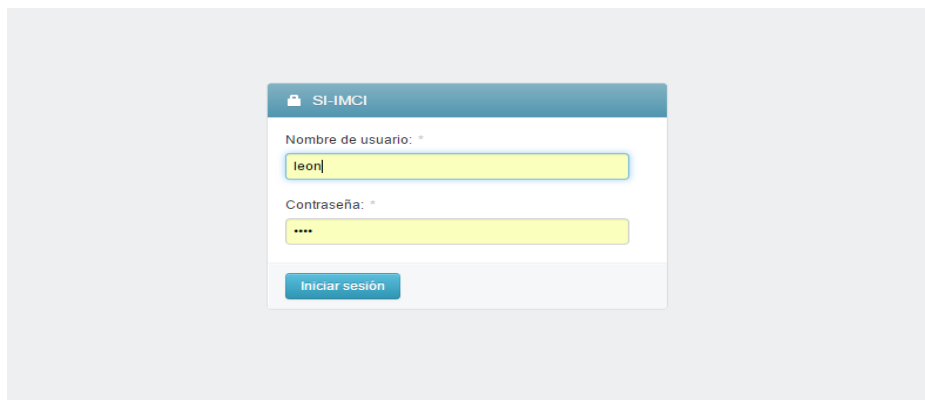 SI-IMCI
Nombre de usuario: *
leon
Contraseña: *
••••
Iniciar sesión